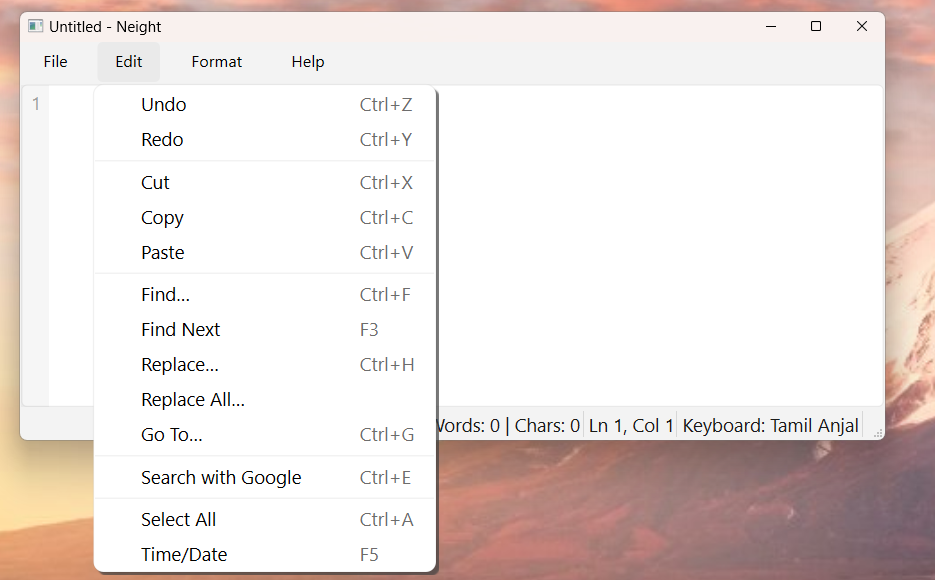 Untitled - Neight
File Edit Format Help
1
Undo Ctrl+Z
Redo Ctrl+Y
Cut Ctrl+X
Copy Ctrl+C
Paste Ctrl+V
Find... Ctrl+F
Find Next F3
Replace... Ctrl+H
Replace All...
Go To... Ctrl+G
Search with Google Ctrl+E
Select All Ctrl+A
Time/Date F5
Words: 0 | Chars: 0 Ln 1, Col 1 Keyboard: Tamil Anjal